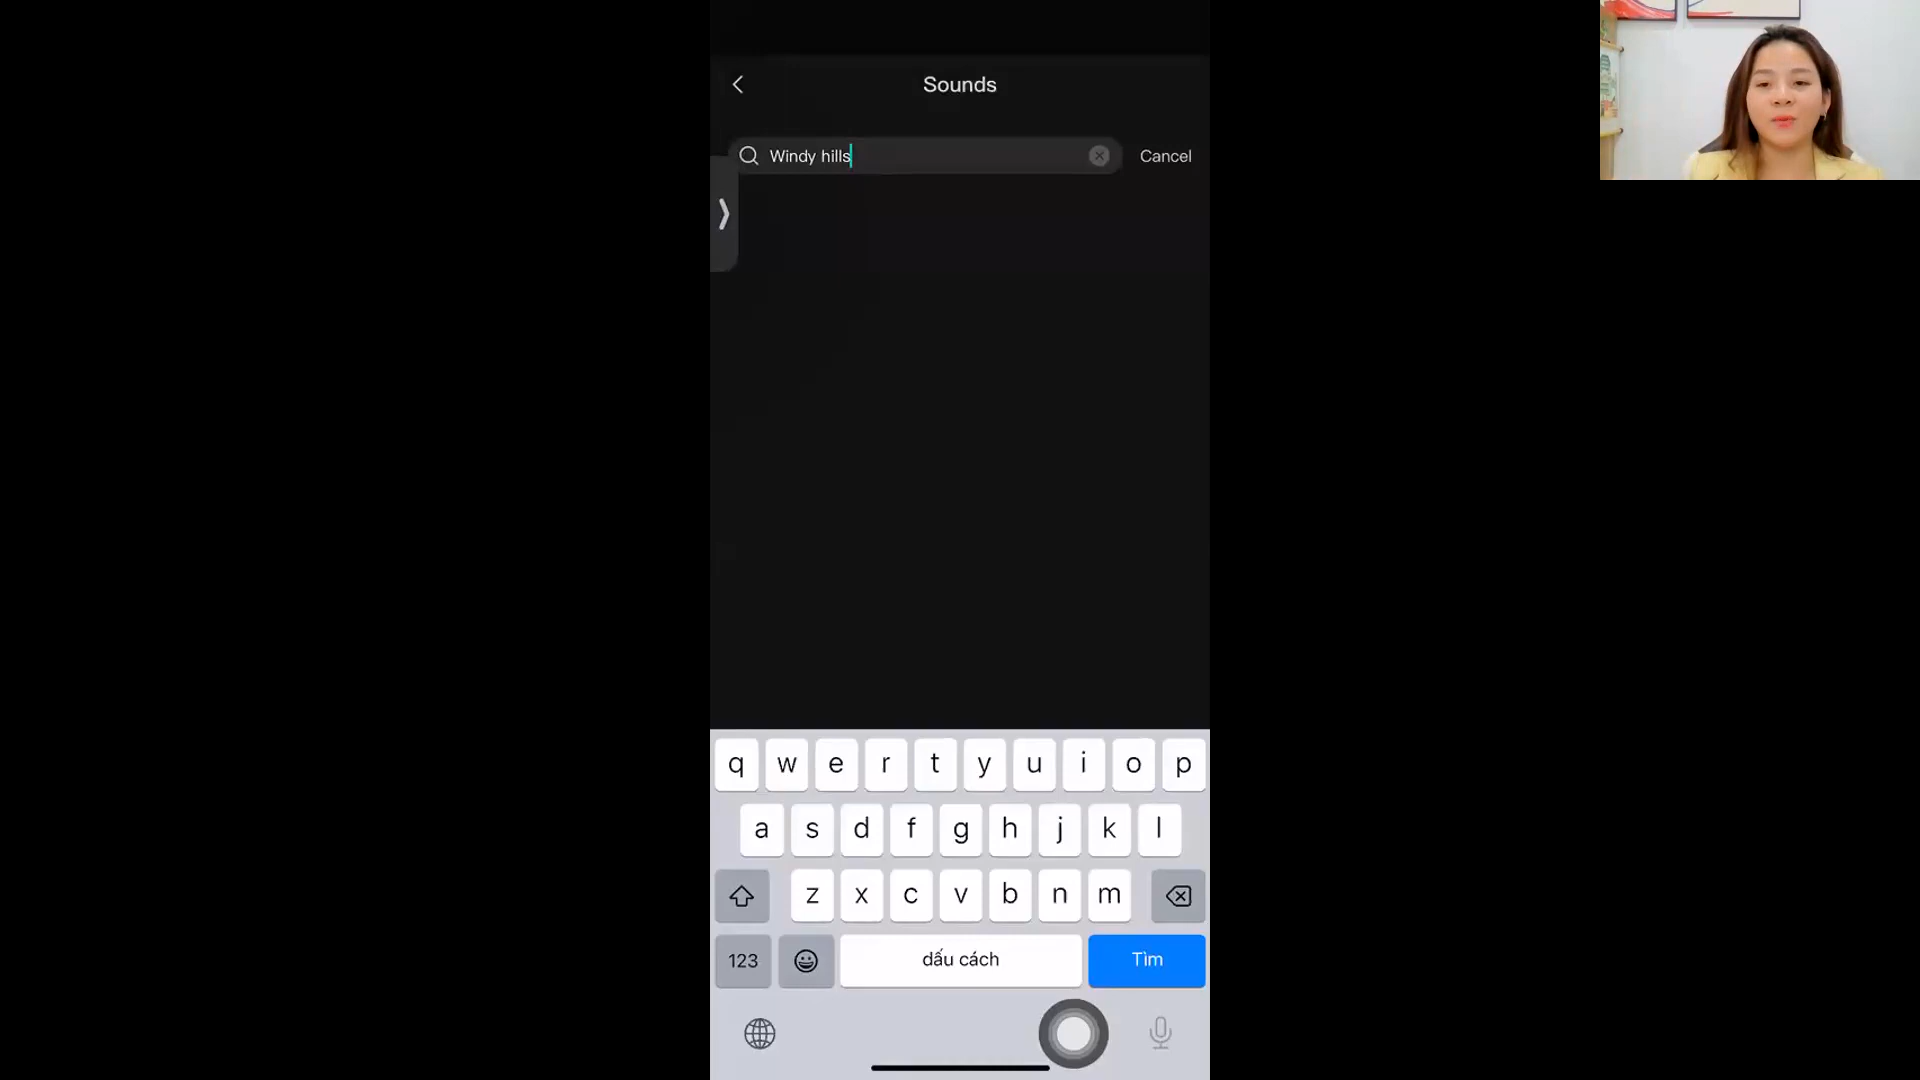 Sounds
Windy hills
Cancel
q w e r t y u i o p
a s d f g h j k l
z x c v b n m
123
dấu cách
Tìm